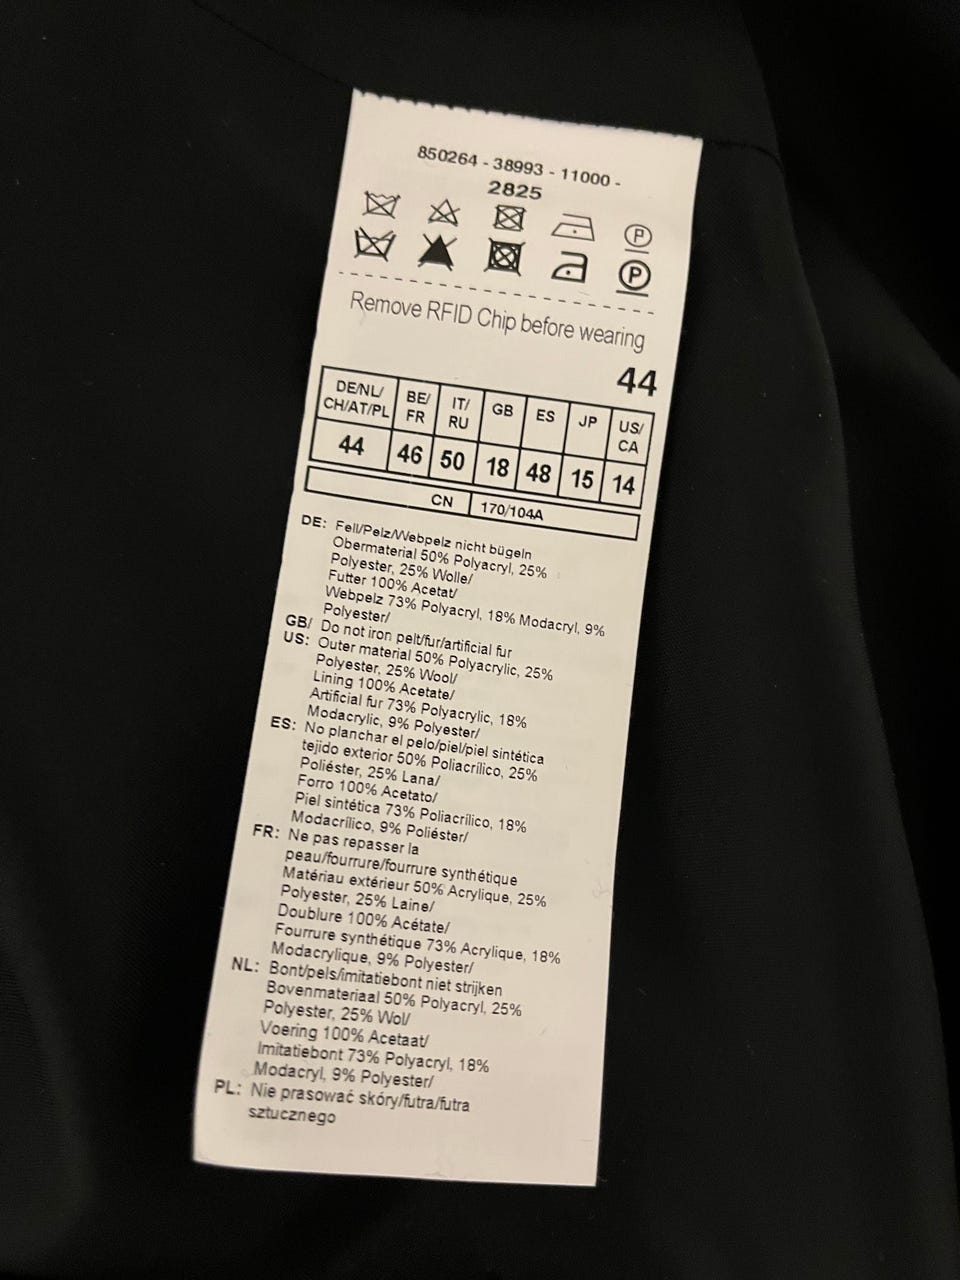 850264 - 38993 - 11000 -
2825
P
P
Remove RFID Chip before wearing
44
DE/NL/ CH/AT/PL BE/ FR IT/ RU GB ES JP US/ CA
44 46 50 18 48 15 14
CN 170/104A
DE: Fell/Pelz/Webpelz nicht bügeln
Obermaterial 50% Polyacryl, 25%
Polyester, 25% Wolle/
Futter 100% Acetat/
Webpelz 73% Polyacryl, 18% Modacryl, 9%
Polyester/
GB/ Do not iron pelt/fur/artificial fur
US: Outer material 50% Polyacrylic, 25%
Polyester, 25% Wool/
Lining 100% Acetate/
Artificial fur 73% Polyacrylic, 18%
Modacrylic, 9% Polyester/
ES: No planchar el pelo/piel/piel sintética
tejido exterior 50% Poliacrílico, 25%
Poliéster, 25% Lana/
Forro 100% Acetato/
Piel sintética 73% Poliacrílico, 18%
Modacrílico, 9% Poliéster/
FR: Ne pas repasser la
peau/fourrure/fourrure synthétique
Matériau extérieur 50% Acrylique, 25%
Polyester, 25% Laine/
Doublure 100% Acétate/
Fourrure synthétique 73% Acrylique, 18%
Modacrylique, 9% Polyester/
NL: Bont/pels/imitatiebont niet strijken
Bovenmateriaal 50% Polyacryl, 25%
Polyester, 25% Wol/
Voering 100% Acetaat/
Imitatiebont 73% Polyacryl, 18%
Modacryl, 9% Polyester/
PL: Nie prasować skóry/futra/futra
sztucznego